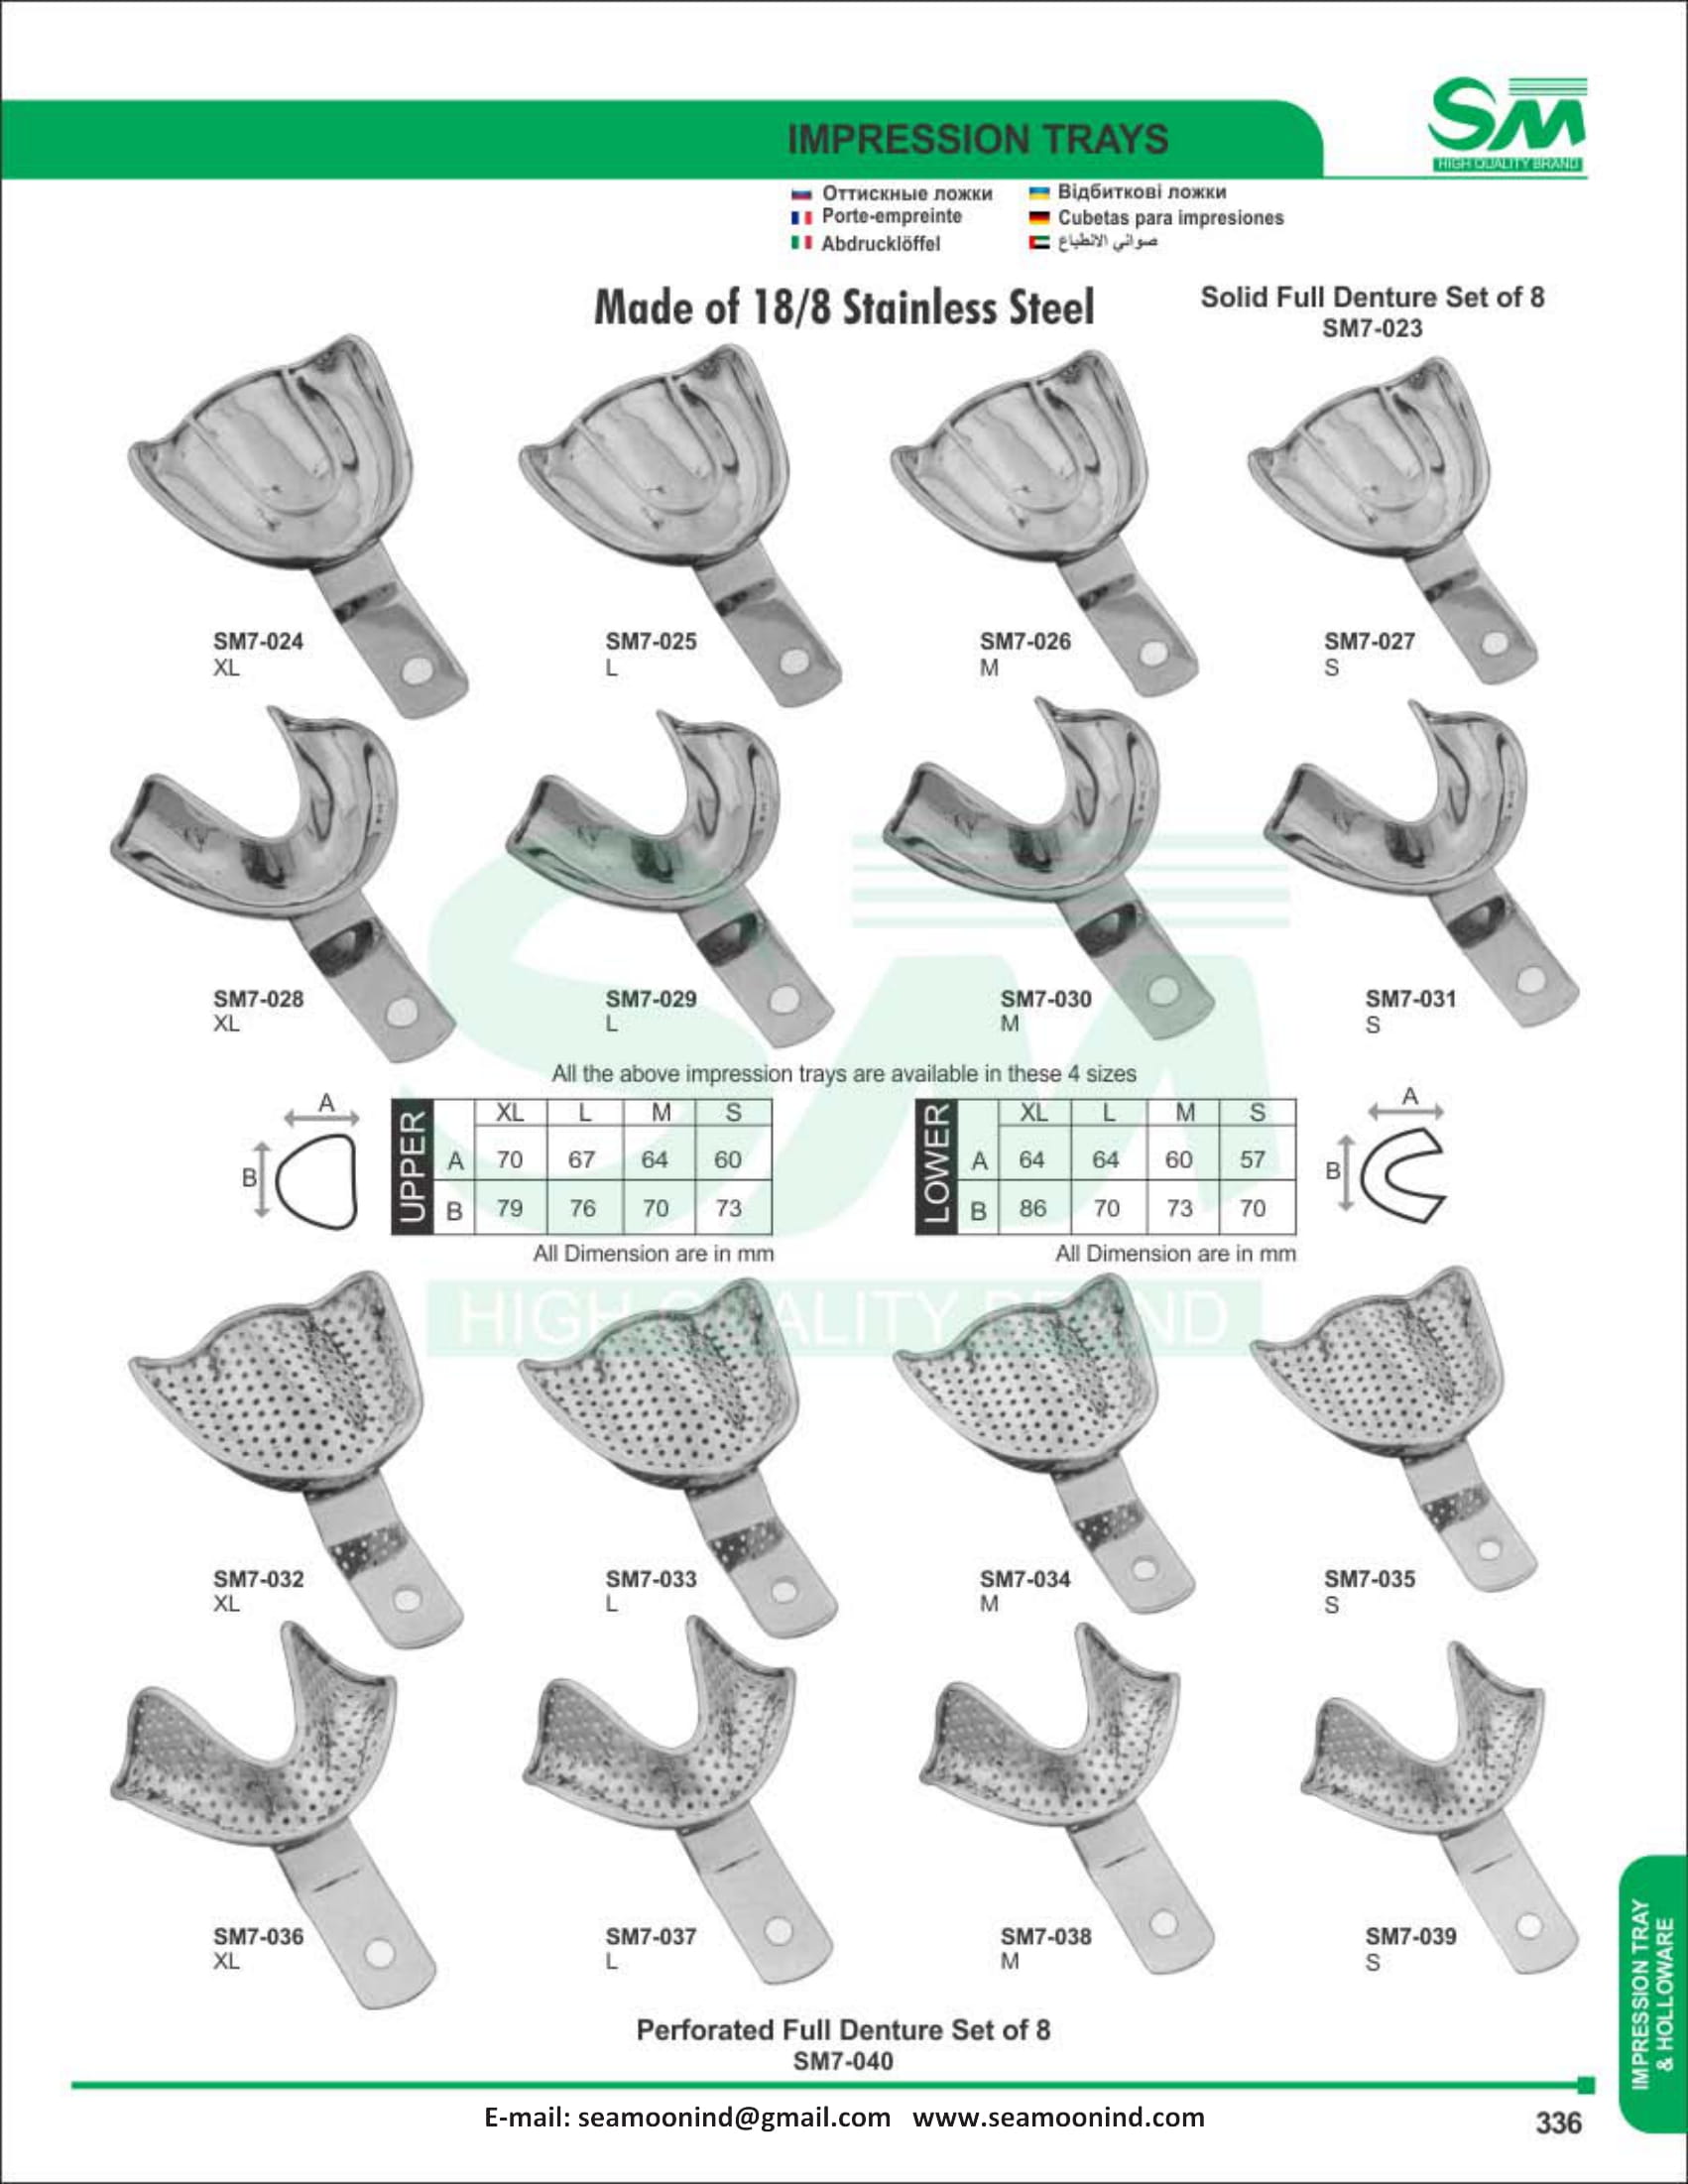 SM
HIGH QUALITY BRAND
IMPRESSION TRAYS
Оттискные ложки
Відбиткові ложки
Porte-empreinte
Cubetas para impresiones
Abdrucklöffel
صواني الانطباع
Made of 18/8 Stainless Steel
Solid Full Denture Set of 8
SM7-023
SM7-024 SM7-025 SM7-026 SM7-027
XL L M S
SM7-028 SM7-029 SM7-030 SM7-031
XL L M S
All the above impression trays are available in these 4 sizes
A
B
UPPER
XL L M S
A 70 67 64 60
B 79 76 70 73
All Dimension are in mm
LOWER
XL L M S
A 64 64 60 57
B 86 70 73 70
All Dimension are in mm
A
B
SM
HIGH QUALITY BRAND
SM7-032 SM7-033 SM7-034 SM7-035
XL L M S
SM7-036 SM7-037 SM7-038 SM7-039
XL L M S
Perforated Full Denture Set of 8
SM7-040
IMPRESSION TRAY
& HOLLOWARE
E-mail: seamoonind@gmail.com www.seamoonind.com
336